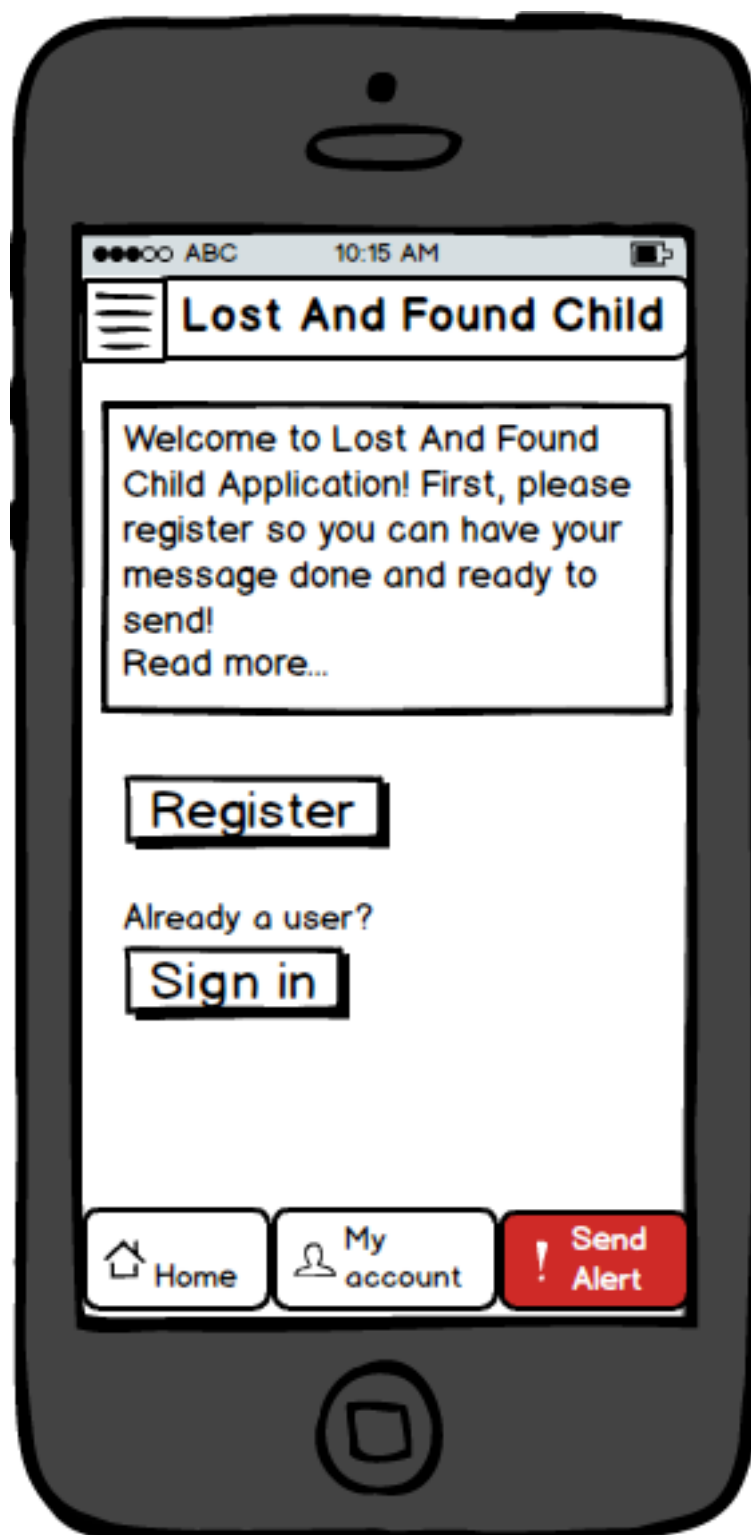 ABC 10:15 AM
Lost And Found Child
Welcome to Lost And Found
Child Application! First, please
register so you can have your
message done and ready to
send!
Read more...
Register
Already a user?
Sign in
Home
My
account
! Send
Alert